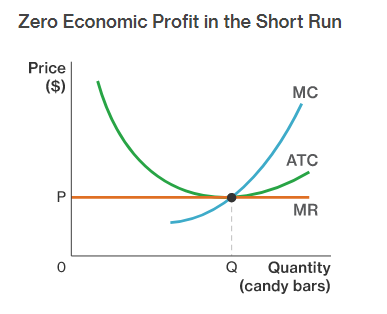 Zero Economic Profit in the Short Run
Price
($)
MC
ATC
P
MR
0
Q
Quantity
(candy bars)